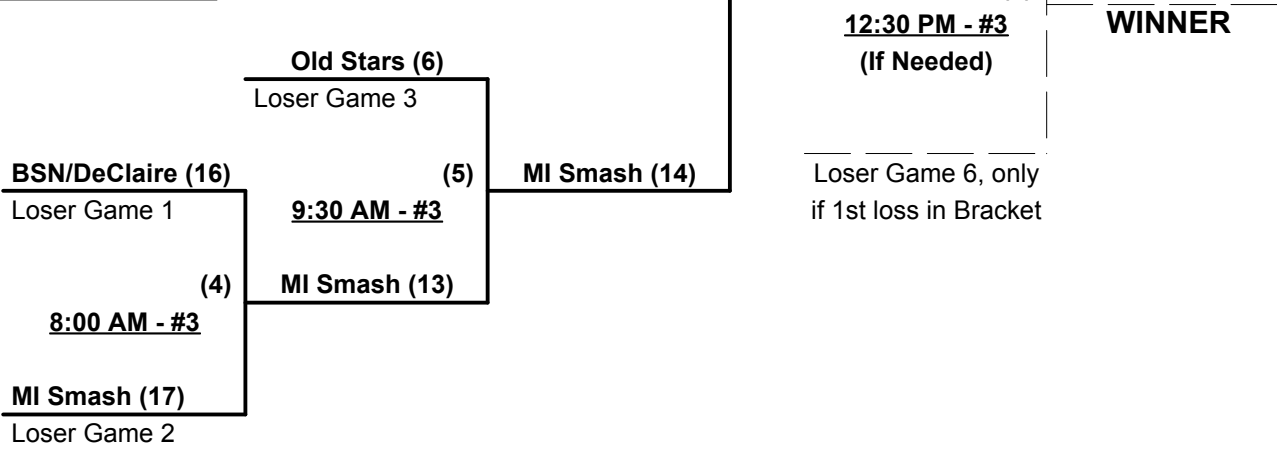 12:30 PM - #3
WINNER
Old Stars (6)
(If Needed)
Loser Game 3
BSN/DeClaire (16)
(5)
MI Smash (14)
Loser Game 6, only
Loser Game 1
9:30 AM - #3
if 1st loss in Bracket
(4)
MI Smash (13)
8:00 AM - #3
MI Smash (17)
Loser Game 2